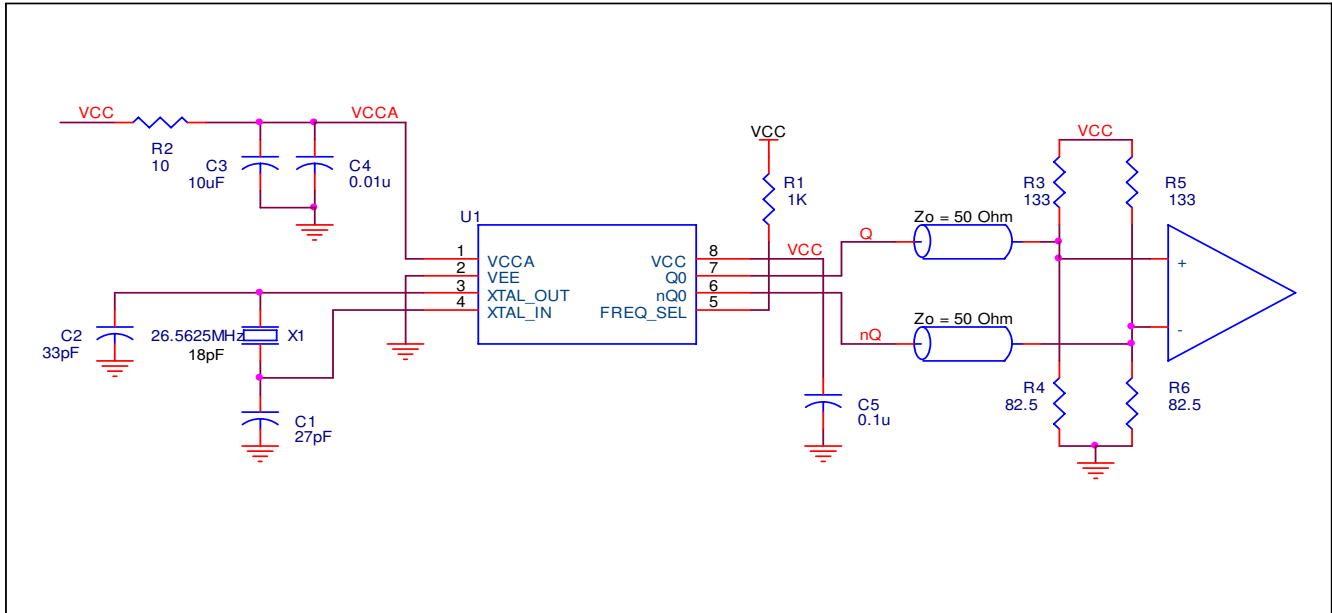 VCC
R2
10
C3
10uF
VCCA
C4
0.01u
U1
1
2
3
4
VCCA
VEE
XTAL_OUT
XTAL_IN
VCC
Q0
nQ0
FREQ_SEL
8
7
6
5
C2
33pF
26.5625MHz
18pF
X1
C1
27pF
VCC
R1
1K
VCC
C5
0.1u
Q
Zo = 50 Ohm
nQ
Zo = 50 Ohm
VCC
R3
133
R5
133
+
-
R4
82.5
R6
82.5